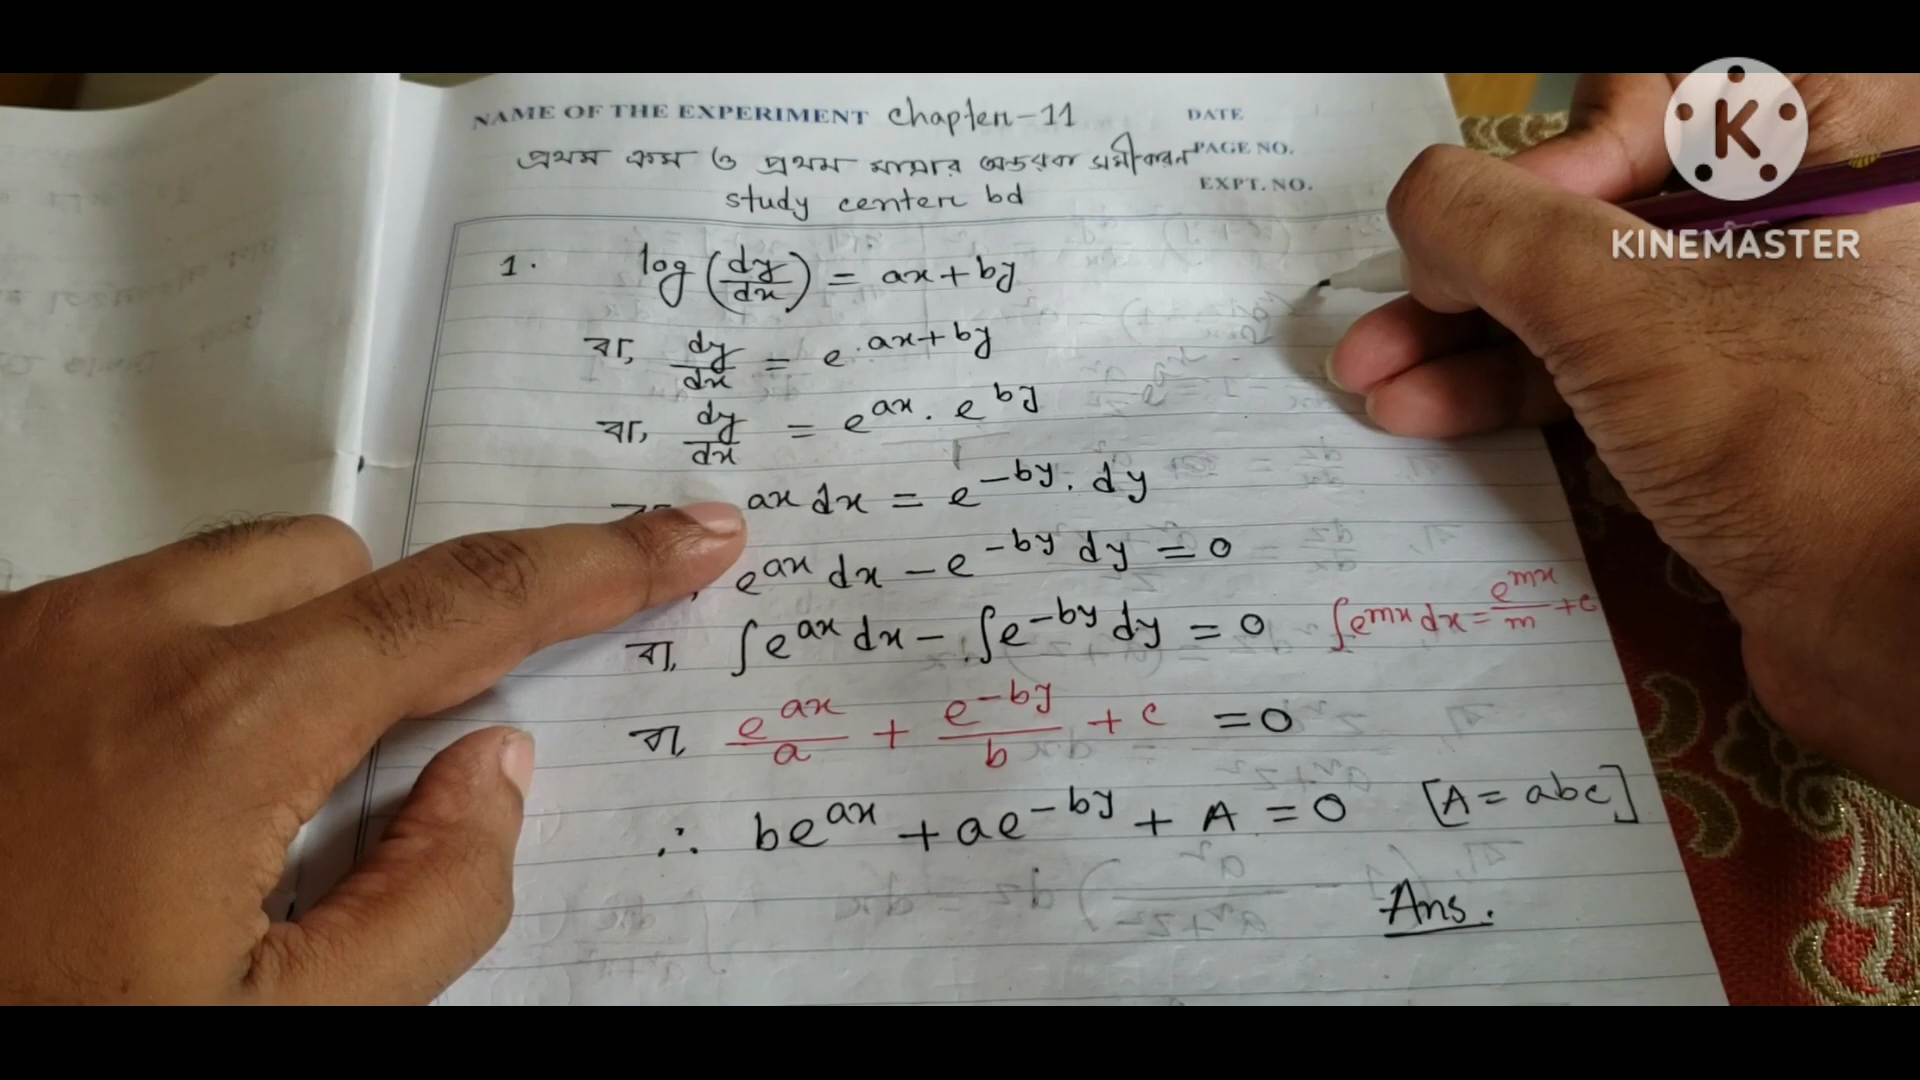 NAME OF THE EXPERIMENT chapter-11
DATE
PAGE NO.
EXPT. NO.
প্রথম ক্রম ও প্রথম মাত্রার অন্তরক সমীকরণ
study center bd
K
KINEMASTER
1. log(dy/dx) = ax+by
বা, dy/dx = e^{ax+by}
বা, dy/dx = e^{ax}. e^{by}
ax dx = e^{-by}. dy
e^{ax} dx - e^{-by} dy = 0
বা, ∫e^{ax} dx - ∫e^{-by} dy = 0 ∫e^{mx} dx = e^{mx}/m + c
বা, e^{ax}/a + e^{-by}/b + c = 0
∴ be^{ax} + ae^{-by} + A = 0 [A = abc]
Ans.